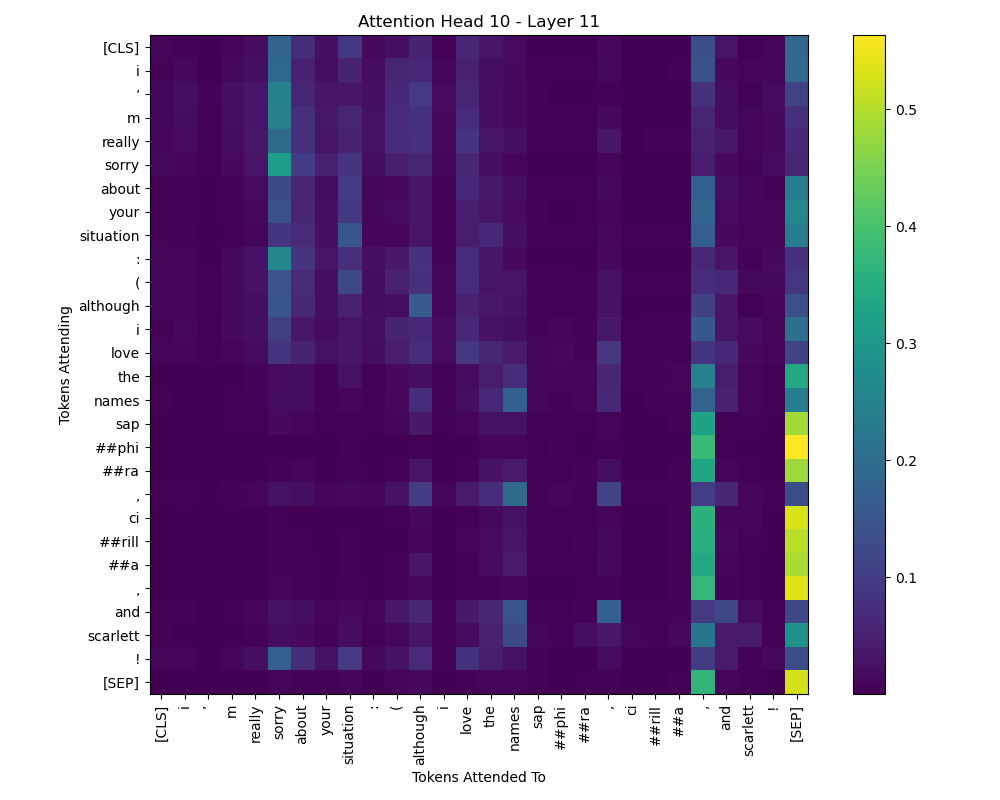 Attention Head 10 - Layer 11
Tokens Attending
[CLS]
i
’
m
really
sorry
about
your
situation
:
(
although
i
love
the
names
sap
##phi
##ra
,
ci
##rill
##a
,
and
scarlett
!
[SEP]
[CLS]
i
’
m
really
sorry
about
your
situation
:
(
although
i
love
the
names
sap
##phi
##ra
,
ci
##rill
##a
,
and
scarlett
!
[SEP]
Tokens Attended To
0.5
0.4
0.3
0.2
0.1